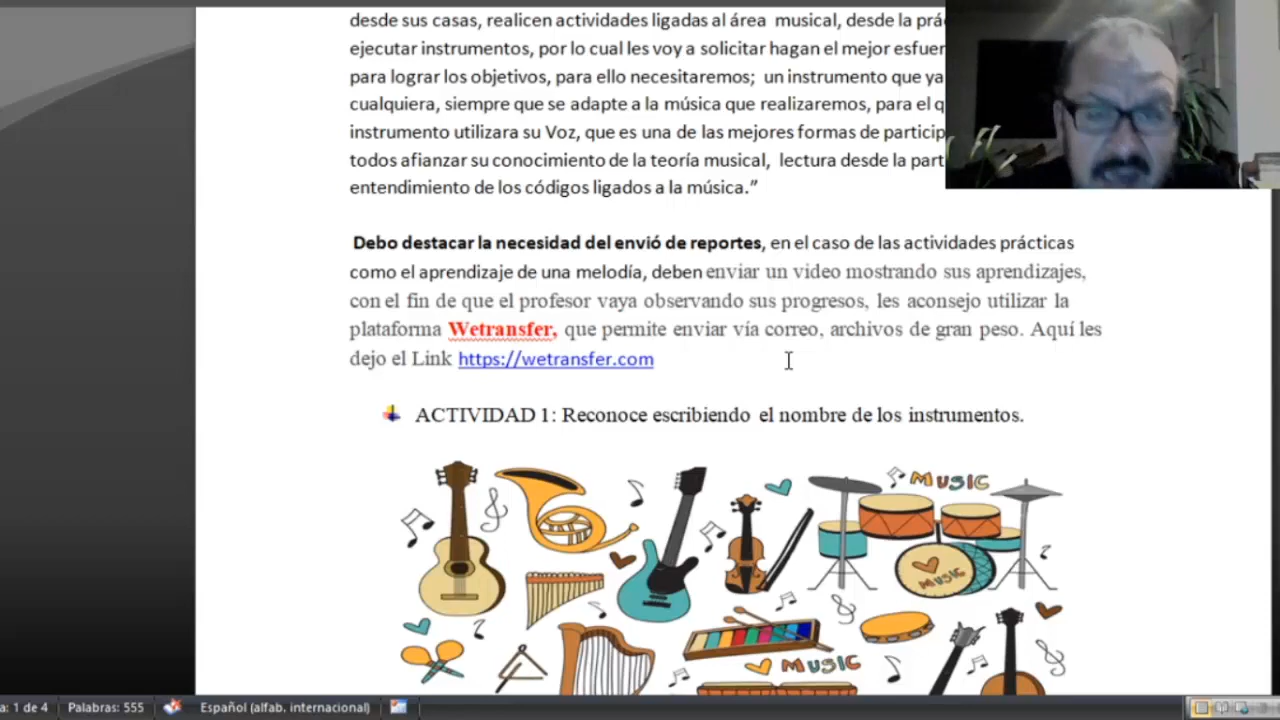 desde sus casas, realicen actividades ligadas al área musical, desde la
ejecutar instrumentos, por lo cual les voy a solicitar hagan el mejor
para lograr los objetivos, para ello necesitaremos; un instrumento que ya
cualquiera, siempre que se adapte a la música que realizaremos, para el
instrumento utilizara su Voz, que es una de las mejores formas de
todos afianzar su conocimiento de la teoría musical, lectura desde la
entendimiento de los códigos ligados a la música.”
Debo destacar la necesidad del envió de reportes, en el caso de las actividades prácticas
como el aprendizaje de una melodía, deben enviar un video mostrando sus aprendizajes,
con el fin de que el profesor vaya observando sus progresos, les aconsejo utilizar la
plataforma Wetransfer, que permite enviar vía correo, archivos de gran peso. Aquí les
dejo el Link https://wetransfer.com
ACTIVIDAD 1: Reconoce escribiendo el nombre de los instrumentos.
MUSIC
MUSIC
MUSIC
a: 1 de 4 Palabras: 555 Español (alfab. internacional)